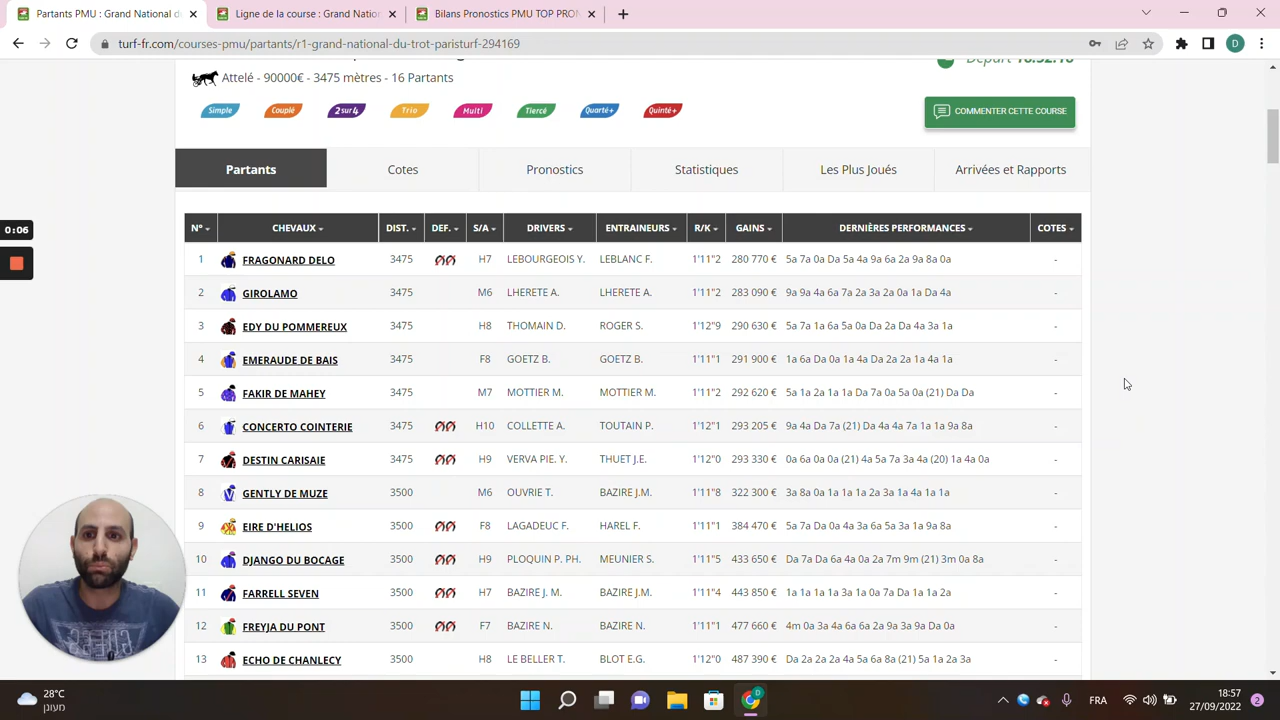 Partants PMU : Grand National d
Ligne de la course : Grand Natio
Bilans Pronostics PMU TOP PRO
turf-fr.com/courses-pmu/partants/r1-grand-national-du-trot-paristurf-294169
D
Attelé - 90000€ - 3475 mètres - 16 Partants
Simple Couplé 2sur4 Trio Multi Tiercé Quarté+ Quinté+
COMMENTER CETTE COURSE
Partants Cotes Pronostics Statistiques Les Plus Joués Arrivées et Rapports
N° CHEVAUX DIST. DEF. S/A DRIVERS ENTRAINEURS R/K GAINS DERNIÈRES PERFORMANCES COTES
1 FRAGONARD DELO 3475 H7 LEBOURGEOIS Y. LEBLANC F. 1'11"2 280 770 € 5a 7a 0a Da 5a 4a 9a 6a 2a 9a 8a 0a -
2 GIROLAMO 3475 M6 LHERETE A. LHERETE A. 1'11"2 283 090 € 9a 9a 4a 6a 7a 2a 3a 2a 0a 1a Da 4a -
3 EDY DU POMMEREUX 3475 H8 THOMAIN D. ROGER S. 1'12"9 290 630 € 5a 7a 1a 6a 5a 0a Da 2a Da 4a 3a 1a -
4 EMERAUDE DE BAIS 3475 F8 GOETZ B. GOETZ B. 1'11"1 291 900 € 1a 6a Da 0a 1a 4a Da 2a 2a 1a 4a 1a -
5 FAKIR DE MAHEY 3475 M7 MOTTIER M. MOTTIER M. 1'11"1 292 620 € 5a 1a 2a 1a 1a Da 7a 0a 5a 0a (21) Da Da -
6 CONCERTO COINTERIE 3475 H10 COLLETTE A. TOUTAIN P. 1'12"1 293 205 € 9a 4a Da 7a (21) Da 4a 4a 7a 1a 1a 9a 8a -
7 DESTIN CARISAIE 3475 H9 VERVA PIE. Y. THUET J.E. 1'12"0 293 330 € 0a 6a 0a 0a (21) 4a 5a 7a 3a 4a (20) 1a 4a 0a -
8 GENTLY DE MUZE 3500 M6 OUVRIE T. BAZIRE J.M. 1'11"8 322 300 € 3a 8a 0a 1a 1a 1a 2a 3a 1a 4a 1a 1a -
9 EIRE D'HELIOS 3500 F8 LAGADEUC F. HAREL F. 1'11"1 384 470 € 5a 7a Da 0a 4a 3a 6a 5a 3a 1a 9a 8a -
10 DJANGO DU BOCAGE 3500 H9 PLOQUIN P. PH. MEUNIER S. 1'11"5 433 650 € Da Da Da 6a 4a 0a 2a 7m 9m (21) 3m 0a 8a -
11 FARRELL SEVEN 3500 H7 BAZIRE J. M. BAZIRE J.M. 1'11"4 443 850 € 1a 1a 1a 1a 3a 1a 0a 7a Da 1a 1a 2a -
12 FREYJA DU PONT 3500 F7 BAZIRE N. BAZIRE N. 1'11"1 477 660 € 4m 0a 3a 4a 6a 6a 2a 9a 3a 9a Da 0a -
13 ECHO DE CHANLECY 3500 H8 LE BELLER T. BLOT E.G. 1'12"0 487 390 € Da 2a 2a 2a 4a 5a 6a 8a (21) 5a 1a 2a 3a -
0:06
28°C
מעונן
FRA
18:57
27/09/2022
2